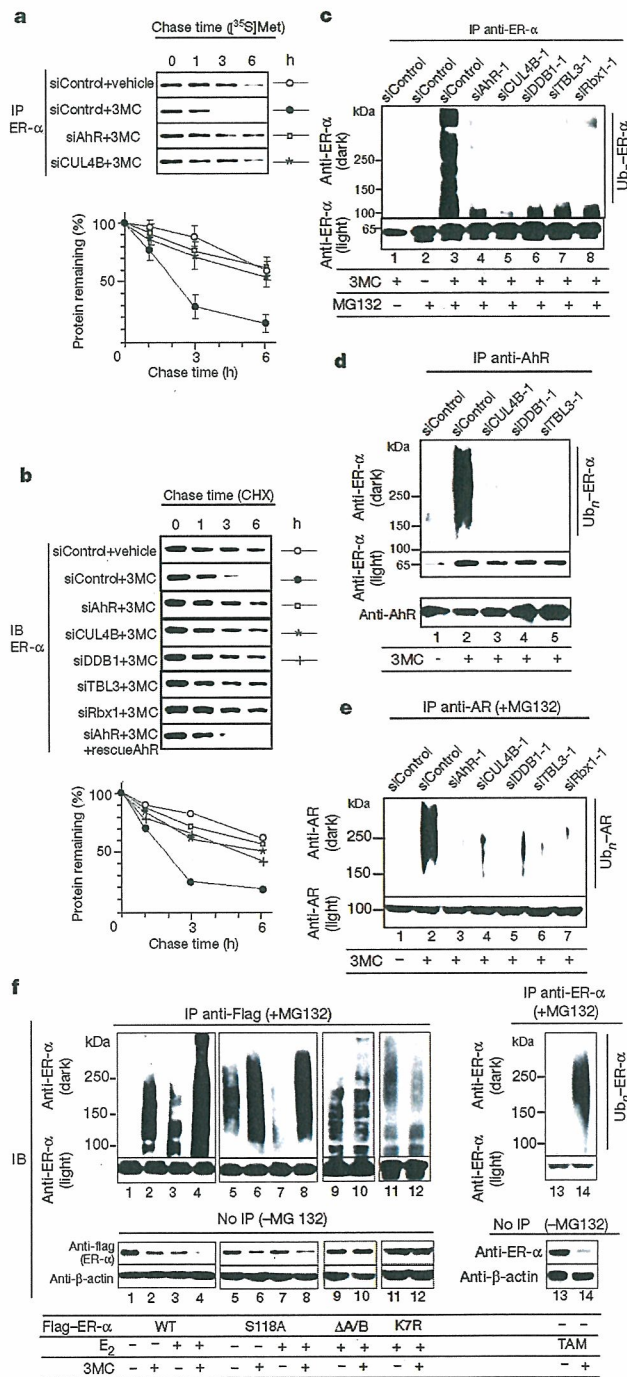 a
Chase time ([³⁵S]Met)
0 1 3 6 h
IP
ER-α
siControl+vehicle
siControl+3MC
siAhR+3MC
siCUL4B+3MC
Protein remaining (%)
100
50
0 3 6
Chase time (h)
b
Chase time (CHX)
0 1 3 6 h
IB
ER-α
siControl+vehicle
siControl+3MC
siAhR+3MC
siCUL4B+3MC
siDDB1+3MC
siTBL3+3MC
siRbx1+3MC
siAhR+3MC
+rescueAhR
Protein remaining (%)
100
50
0 3 6
Chase time (h)
c
IP anti-ER-α
siControl siControl siControl siAhR-1 siCUL4B-1 siDDB1-1 siTBL3-1 siRbx1-1
kDa
250
150
100
65
Anti-ER-α (dark)
Anti-ER-α (light)
Ubₙ–ER-α
1 2 3 4 5 6 7 8
3MC + – + + + + + +
MG132 – + + + + + + +
d
IP anti-AhR
siControl siControl siCUL4B-1 siDDB1-1 siTBL3-1
kDa
250
150
100
65
Anti-ER-α (dark)
Anti-ER-α (light)
Ubₙ–ER-α
Anti-AhR
1 2 3 4 5
3MC – + + + +
e
IP anti-AR (+MG132)
siControl siControl siAhR-1 siCUL4B-1 siDDB1-1 siTBL3-1 siRbx1-1
kDa
250
150
100
Anti-AR (dark)
Anti-AR (light)
Ubₙ–AR
1 2 3 4 5 6 7
3MC – + + + + + +
f
IB
IP anti-Flag (+MG132)
kDa
250
150
100
Anti-ER-α (dark)
Anti-ER-α (light)
1 2 3 4 5 6 7 8 9 10 11 12
No IP (–MG 132)
Anti-flag
(ER-α)
Anti-β-actin
1 2 3 4 5 6 7 8 9 10 11 12
Flag–ER-α WT S118A ΔA/B K7R
E₂ – – + + – – + + + + + +
3MC – + – + – + – + – + – +
IP anti-ER-α
(+MG132)
kDa
250
150
100
Anti-ER-α (dark)
Anti-ER-α (light)
Ubₙ–ER-α
13 14
No IP (–MG132)
Anti-ER-α
Anti-β-actin
13 14
– –
TAM
– +